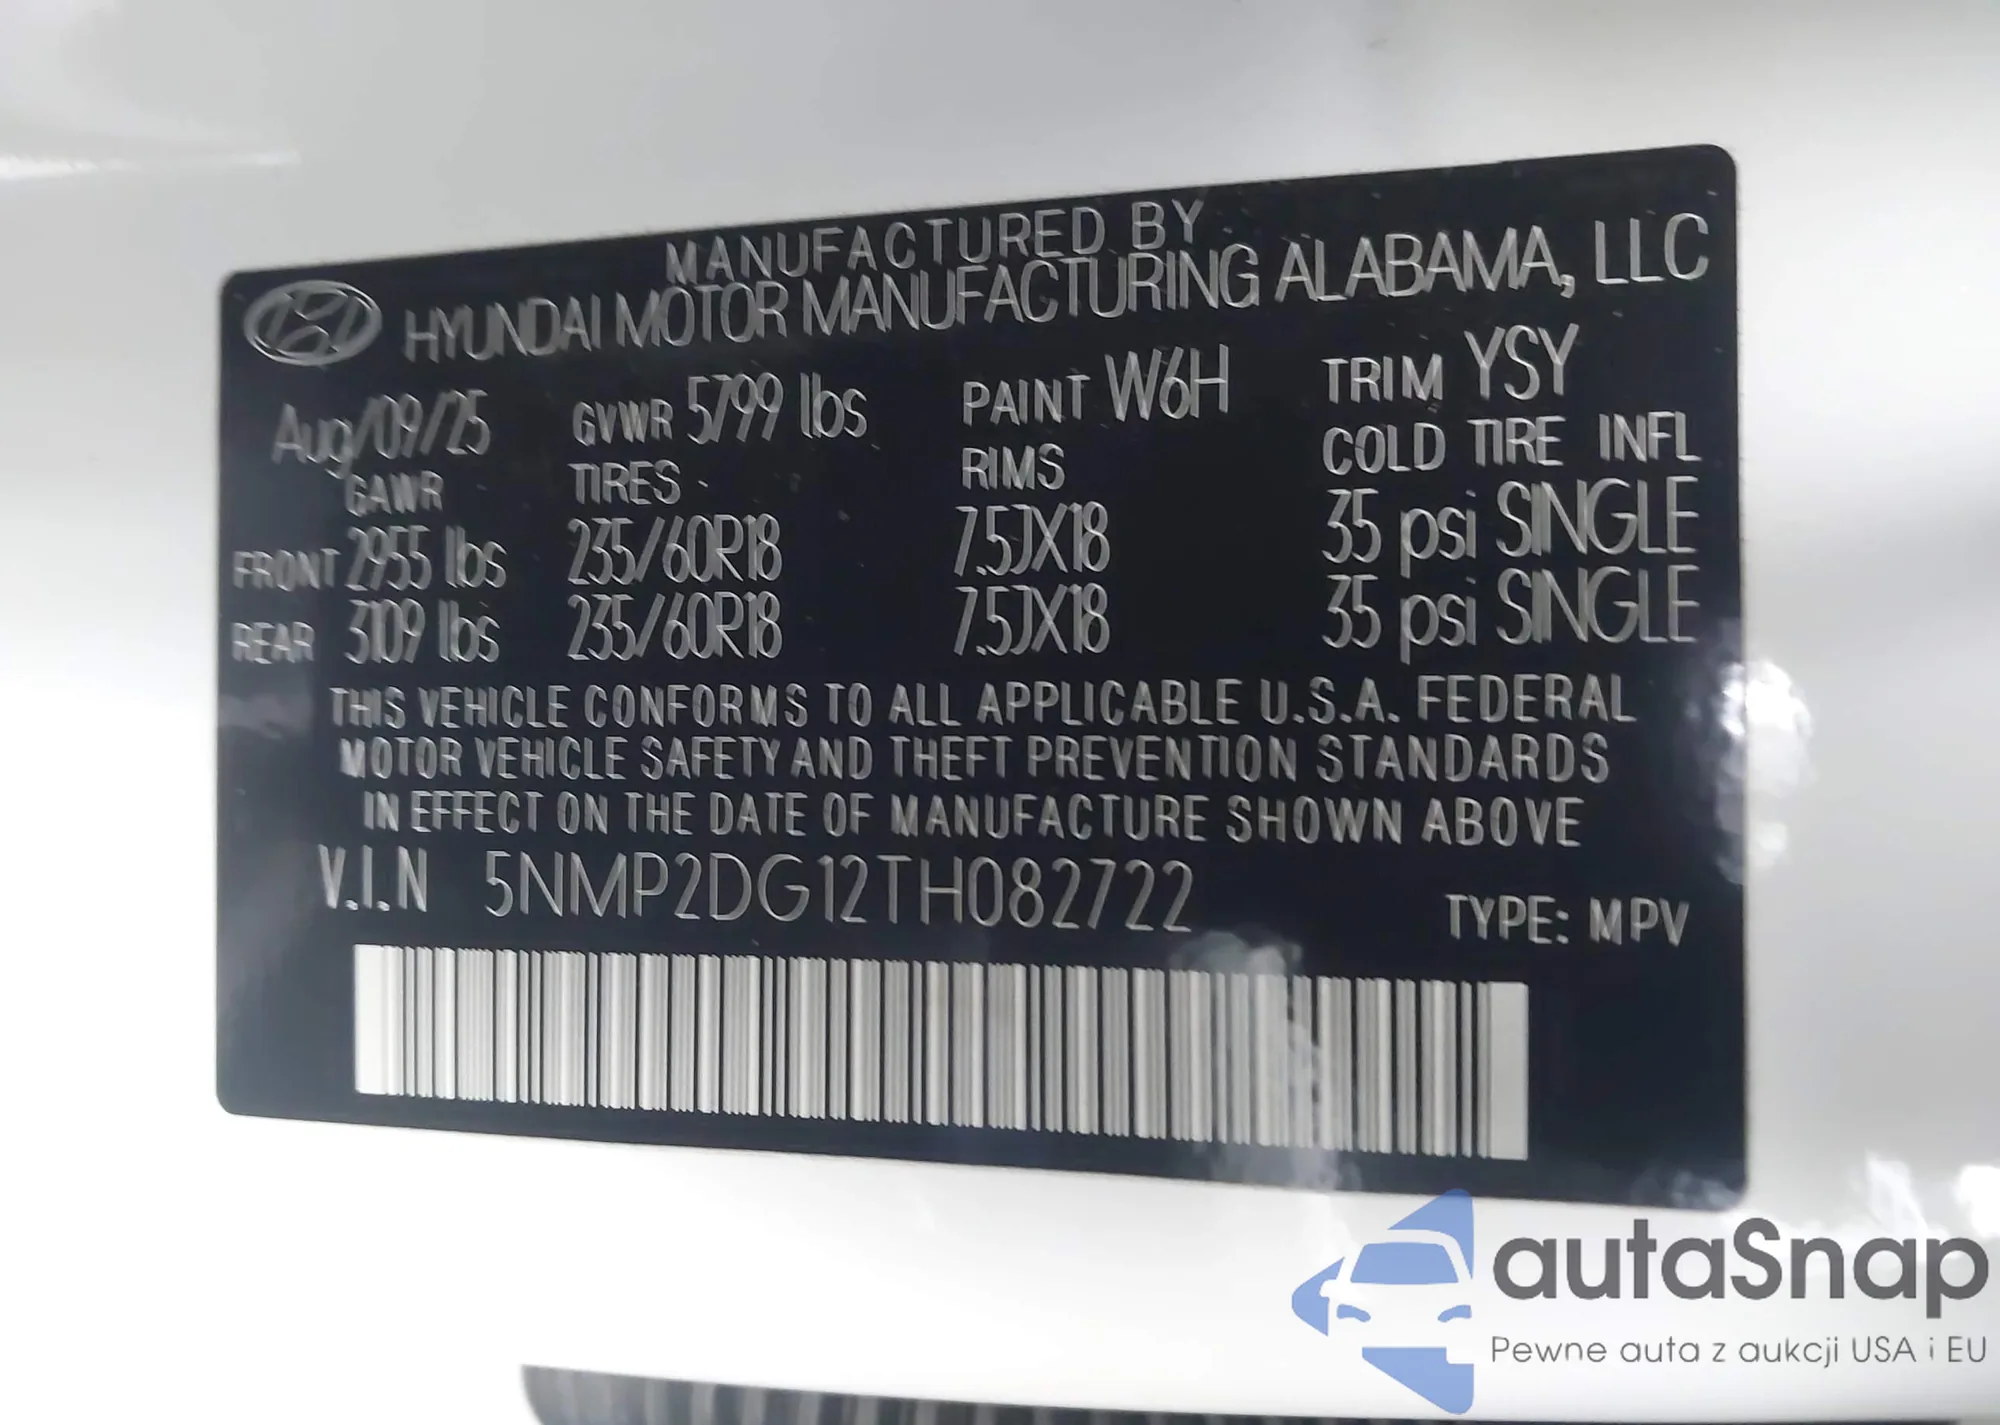 MANUFACTURED BY
HYUNDAI MOTOR MANUFACTURING ALABAMA, LLC
Aug/09/25 GVWR 5799 lbs PAINT W6H TRIM YSY
GAWR TIRES RIMS COLD TIRE INFL
FRONT 2955 lbs 235/60R18 7.5JX18 35 psi SINGLE
REAR 3109 lbs 235/60R18 7.5JX18 35 psi SINGLE
THIS VEHICLE CONFORMS TO ALL APPLICABLE U.S.A. FEDERAL
MOTOR VEHICLE SAFETY AND THEFT PREVENTION STANDARDS
IN EFFECT ON THE DATE OF MANUFACTURE SHOWN ABOVE
V.I.N 5NMP2DG12TH082722 TYPE: MPV
autaSnap
Pewne auta z aukcji USA i EU